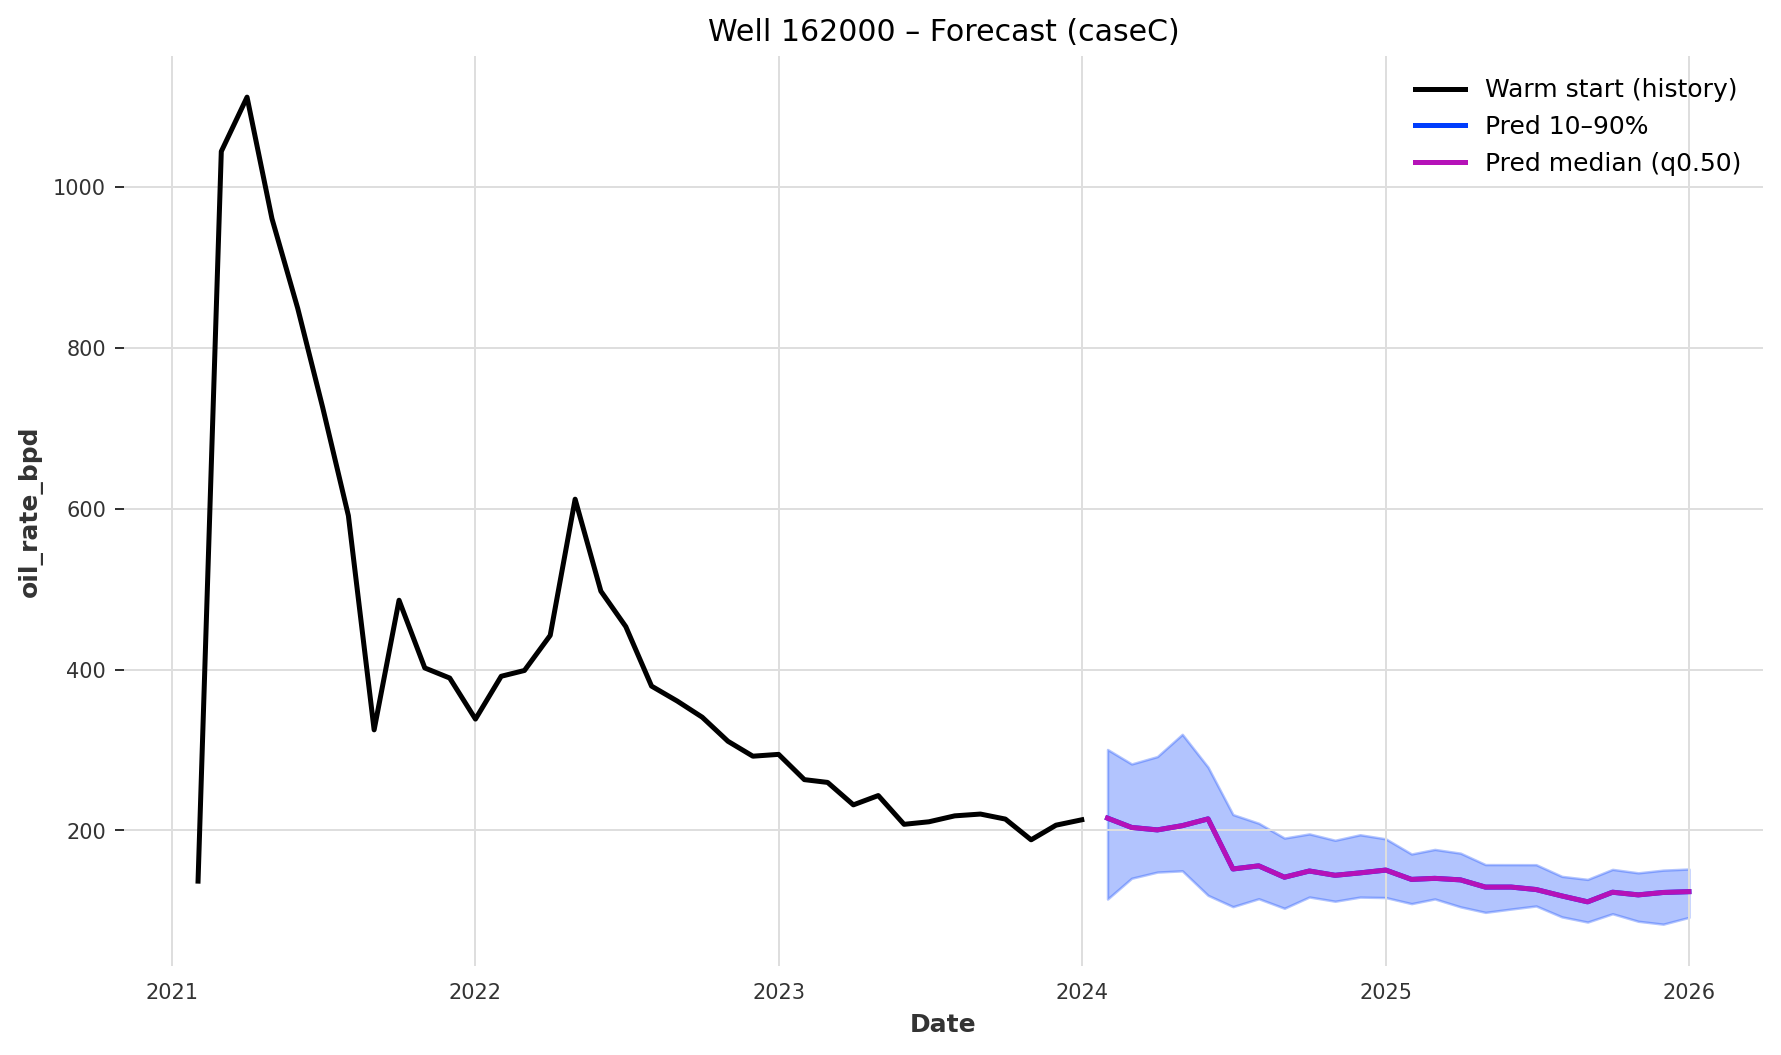 Well 162000 – Forecast (caseC)
Warm start (history)
Pred 10–90%
Pred median (q0.50)
oil_rate_bpd
1000
800
600
400
200
2021
2022
2023
2024
2025
2026
Date